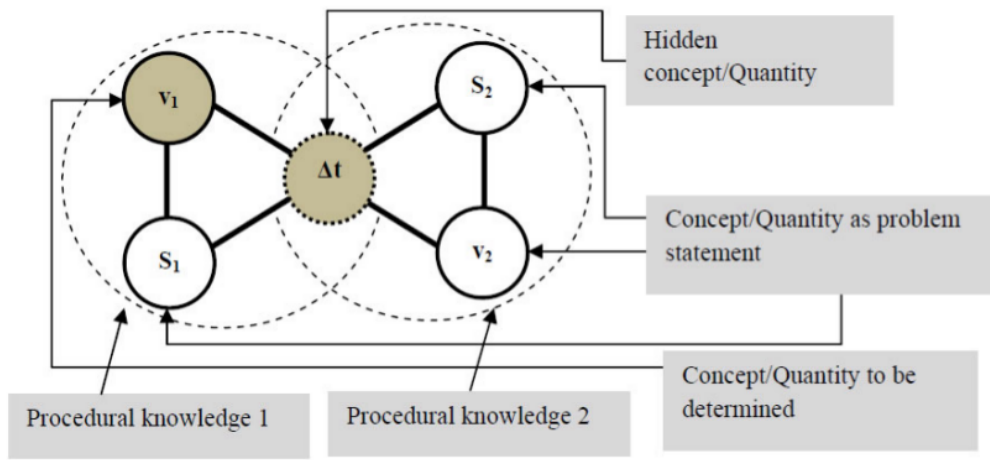 Hidden
concept/Quantity
v₁
S₂
Δt
S₁
v₂
Concept/Quantity as problem
statement
Concept/Quantity to be
determined
Procedural knowledge 1
Procedural knowledge 2